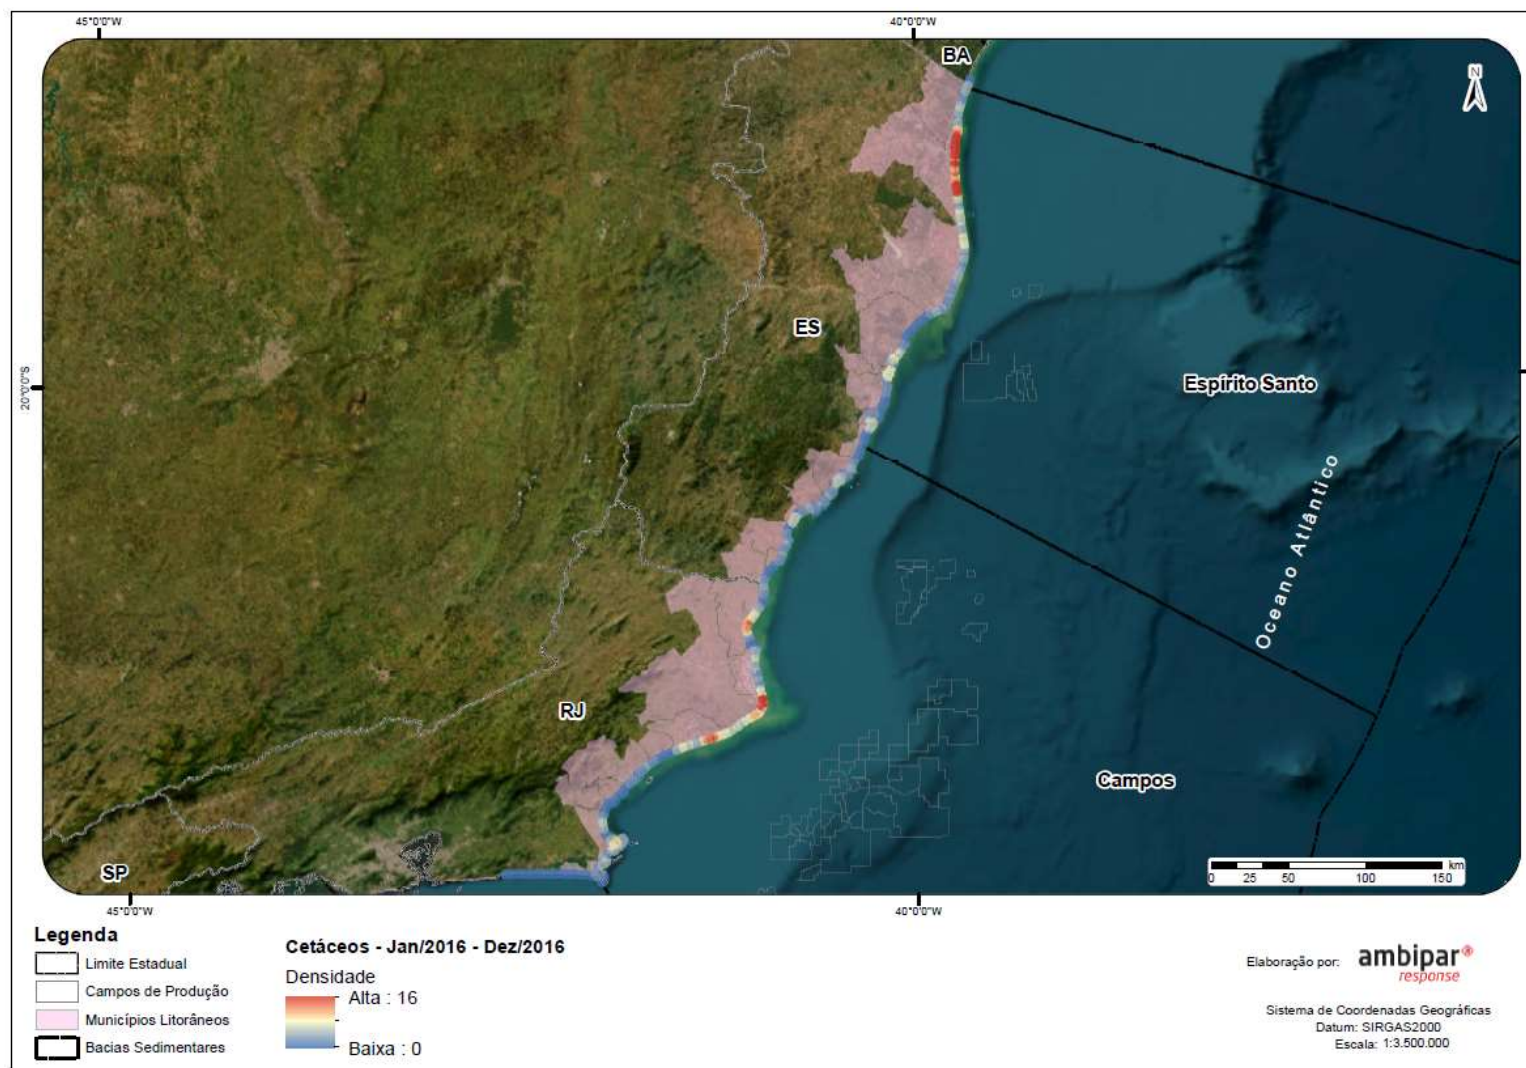 45°0'0"W
40°0'0"W
BA
N
ES
20°0'0"S
Espírito Santo
Oceano Atlântico
RJ
Campos
SP
km
0 25 50 100 150
45°0'0"W
40°0'0"W
Legenda
Limite Estadual
Campos de Produção
Municípios Litorâneos
Bacias Sedimentares
Cetáceos - Jan/2016 - Dez/2016
Densidade
Alta : 16
Baixa : 0
Elaboração por:
ambipar®
response
Sistema de Coordenadas Geográficas
Datum: SIRGAS2000
Escala: 1:3.500.000